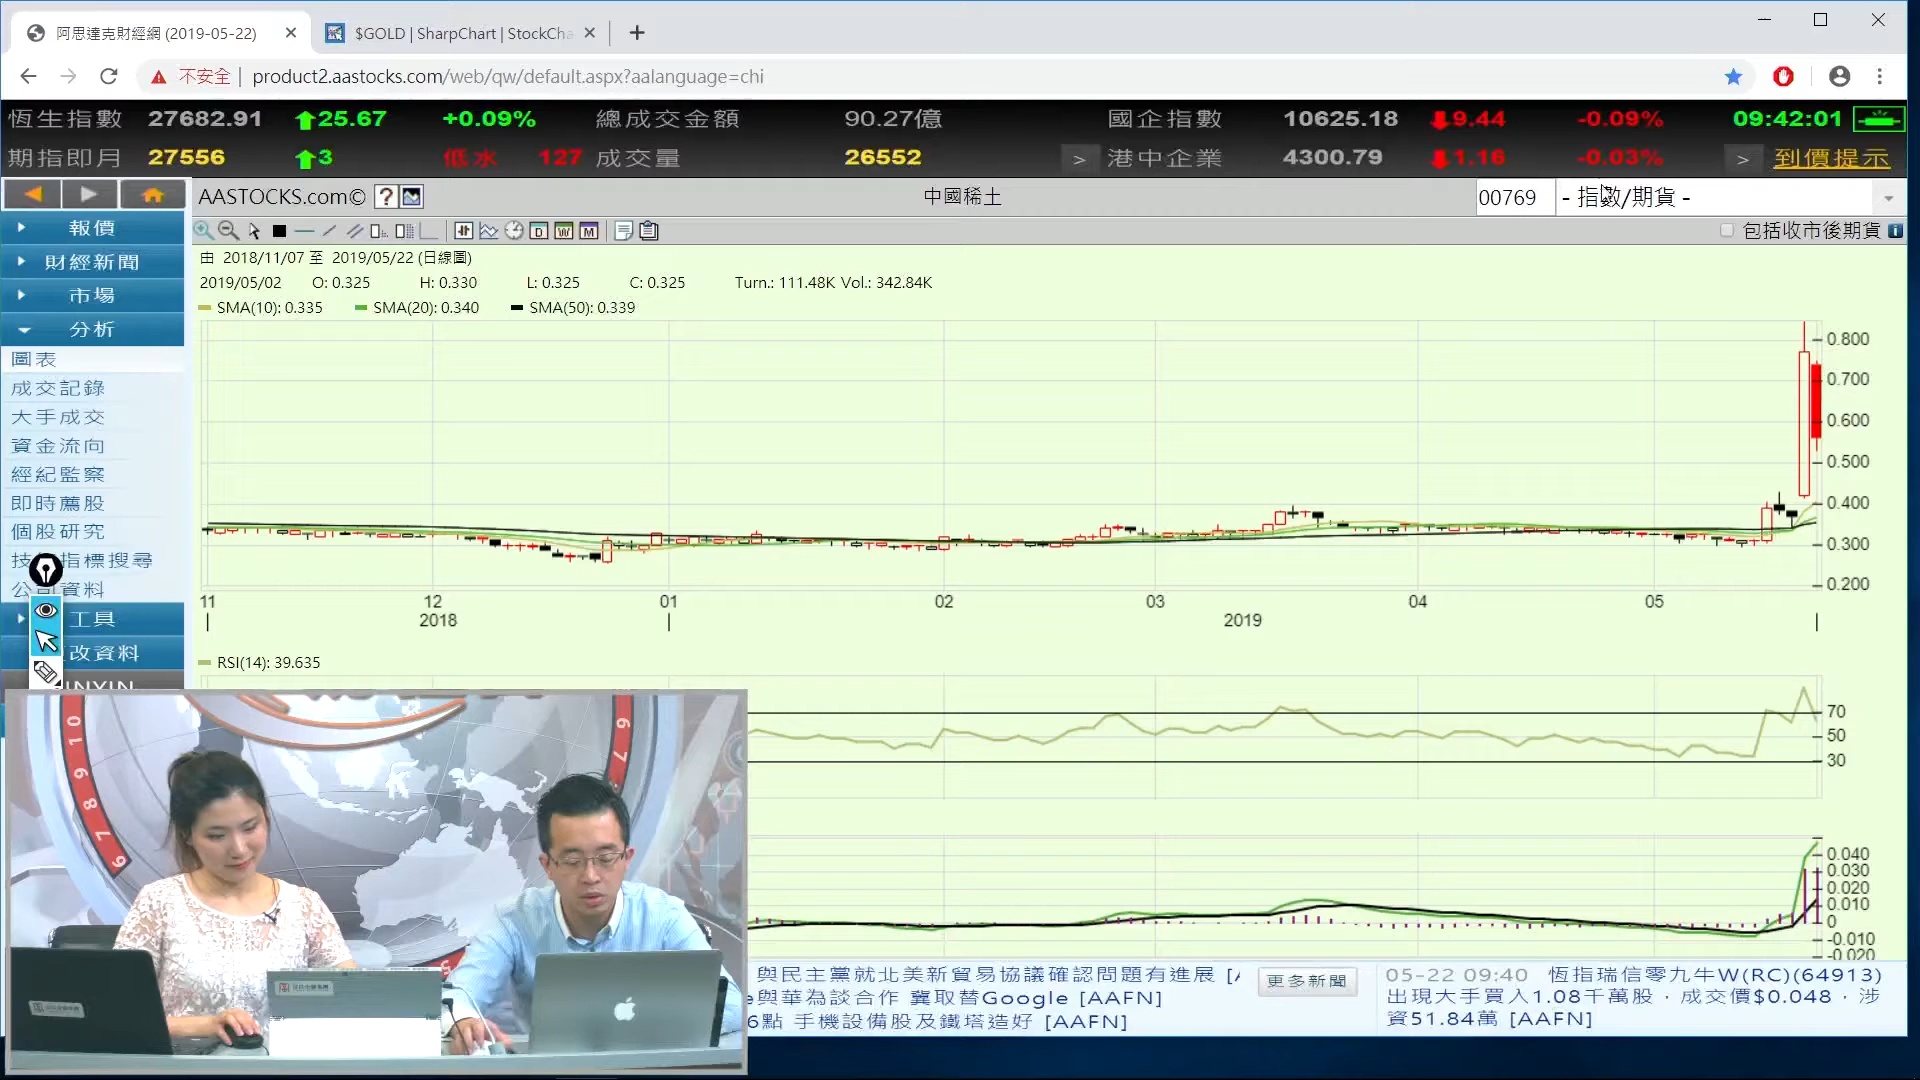 阿思達克財經網 (2019-05-22)
$GOLD | SharpChart | StockCha
不安全 | product2.aastocks.com/web/qw/default.aspx?aalanguage=chi
恆生指數 27682.91 25.67 +0.09% 總成交金額 90.27億 國企指數 10625.18 9.44 -0.09% 09:42:01
期指即月 27556 3 低水 127 成交量 26552 > 港中企業 4300.79 1.16 -0.03% > 到價提示
AASTOCKS.com© ? 中國稀土 00769 - 指數/期貨 -
D W M 包括收市後期貨 i
報價
財經新聞
市場
分析
圖表
成交記錄
大手成交
資金流向
經紀監察
即時薦股
個股研究
指標搜尋
資料
工具
改資料
由 2018/11/07 至 2019/05/22 (日線圖)
2019/05/02 O: 0.325 H: 0.330 L: 0.325 C: 0.325 Turn.: 111.48K Vol.: 342.84K
SMA(10): 0.335 SMA(20): 0.340 SMA(50): 0.339
0.800
0.700
0.600
0.500
0.400
0.300
0.200
11 12 01 02 03 04 05
2018 2019
RSI(14): 39.635
70
50
30
0.040
0.030
0.020
0.010
0
-0.010
-0.020
10 9 8 7 6
6 7
與民主黨就北美新貿易協議確認問題有進展
與華為談合作 冀取替Google [AAFN]
6點 手機設備股及鐵塔造好 [AAFN]
更多新聞
05-22 09:40 恆指瑞信零九牛W(RC)(64913)
出現大手買入1.08千萬股，成交價$0.048，涉
資51.84萬 [AAFN]